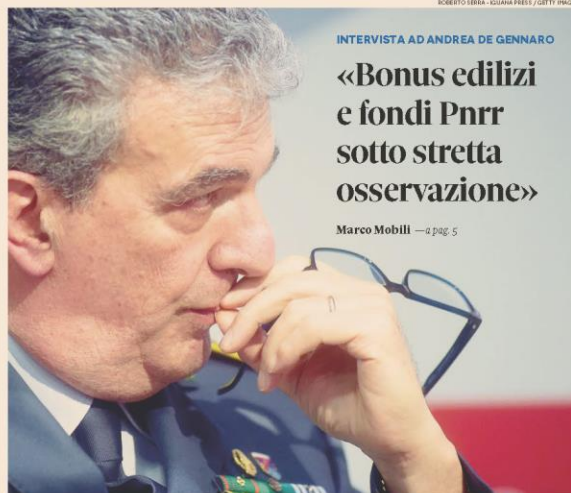 ROBERTO SERRA - IGUANA PRESS / GETTY IMAG
INTERVISTA AD ANDREA DE GENNARO
«Bonus edilizi
e fondi Pnrr
sotto stretta
osservazione»
Marco Mobili —a pag. 5